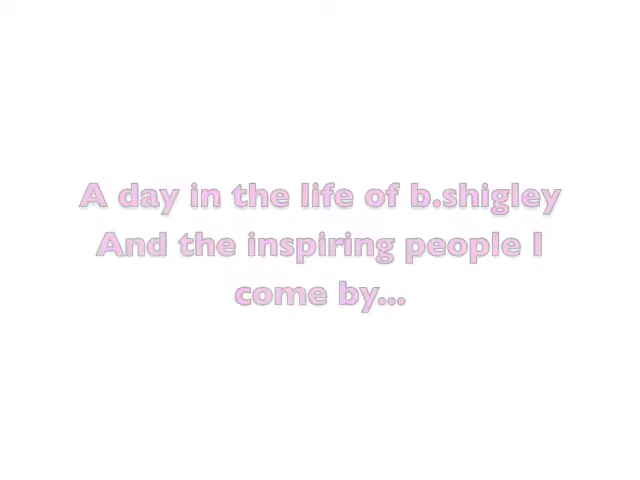 A day in the life of b.shigley
And the inspiring people I
come by...